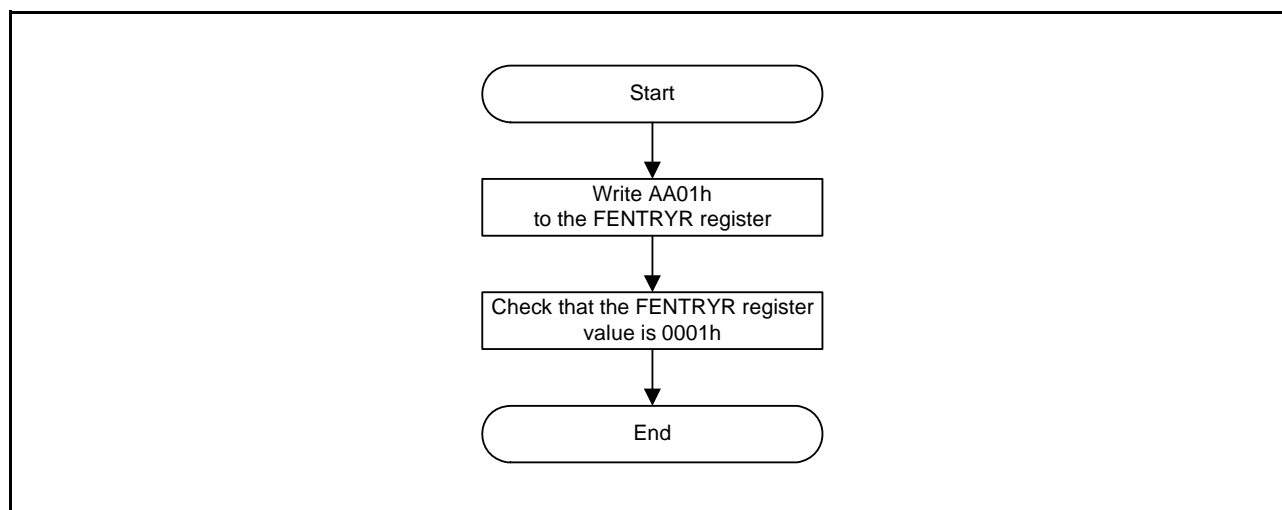 Start
Write AA01h
to the FENTRYR register
Check that the FENTRYR register
value is 0001h
End